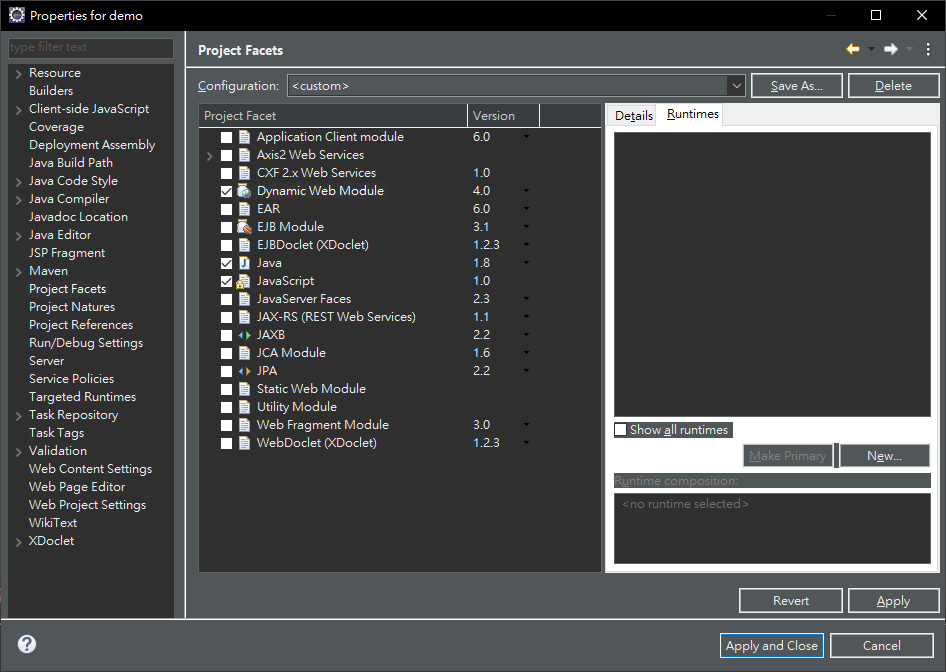 Properties for demo
type filter text
Resource
Builders
Client-side JavaScript
Coverage
Deployment Assembly
Java Build Path
Java Code Style
Java Compiler
Javadoc Location
Java Editor
JSP Fragment
Maven
Project Facets
Project Natures
Project References
Run/Debug Settings
Server
Service Policies
Targeted Runtimes
Task Repository
Task Tags
Validation
Web Content Settings
Web Page Editor
Web Project Settings
WikiText
XDoclet
Project Facets
Configuration: <custom> Save As... Delete
Project Facet Version
Application Client module 6.0
Axis2 Web Services
CXF 2.x Web Services 1.0
Dynamic Web Module 4.0
EAR 6.0
EJB Module 3.1
EJBDoclet (XDoclet) 1.2.3
Java 1.8
JavaScript 1.0
JavaServer Faces 2.3
JAX-RS (REST Web Services) 1.1
JAXB 2.2
JCA Module 1.6
JPA 2.2
Static Web Module
Utility Module
Web Fragment Module 3.0
WebDoclet (XDoclet) 1.2.3
Details Runtimes
Show all runtimes
Make Primary New...
Runtime composition:
<no runtime selected>
Revert Apply
? Apply and Close Cancel